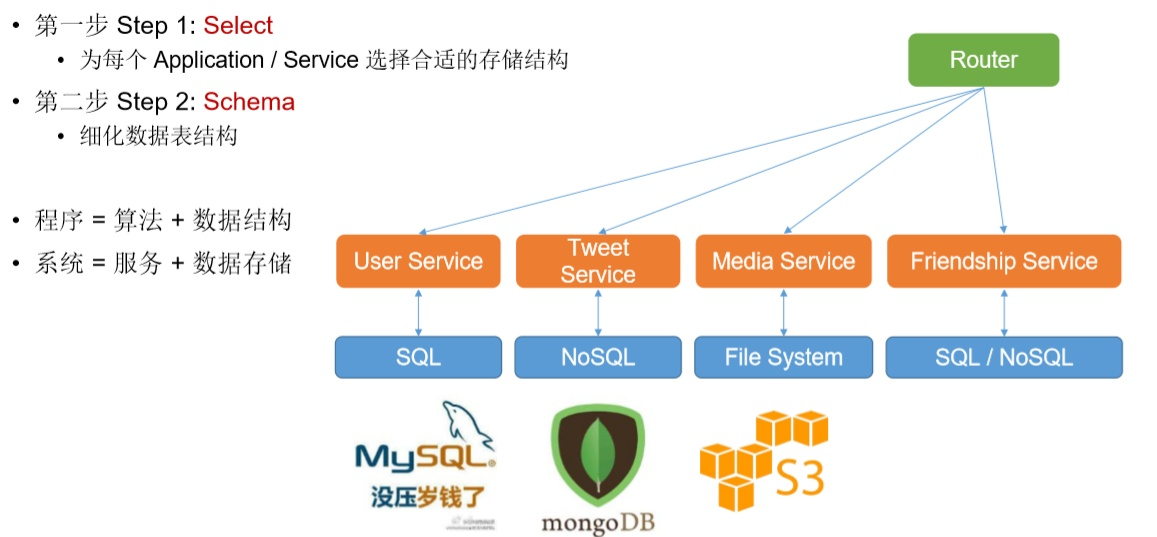 • 第一步 Step 1: Select
• 为每个 Application / Service 选择合适的存储结构
• 第二步 Step 2: Schema
• 细化数据表结构
• 程序 = 算法 + 数据结构
• 系统 = 服务 + 数据存储
Router
User Service
Tweet
Service
Media Service
Friendship Service
SQL
NoSQL
File System
SQL / NoSQL
MySQL®
没压岁钱了
mongoDB
S3